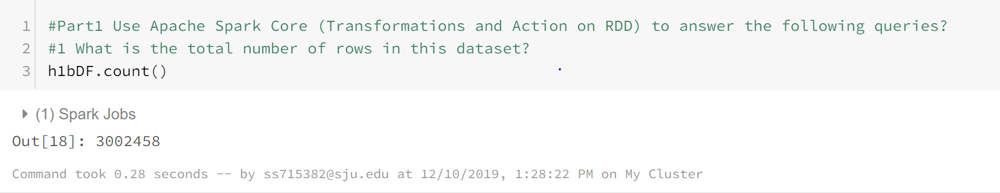 1 #Part1 Use Apache Spark Core (Transformations and Action on RDD) to answer the following queries?
2 #1 What is the total number of rows in this dataset?
3 h1bDF.count()
(1) Spark Jobs
Out[18]: 3002458
Command took 0.28 seconds -- by ss715382@sju.edu at 12/10/2019, 1:28:22 PM on My Cluster